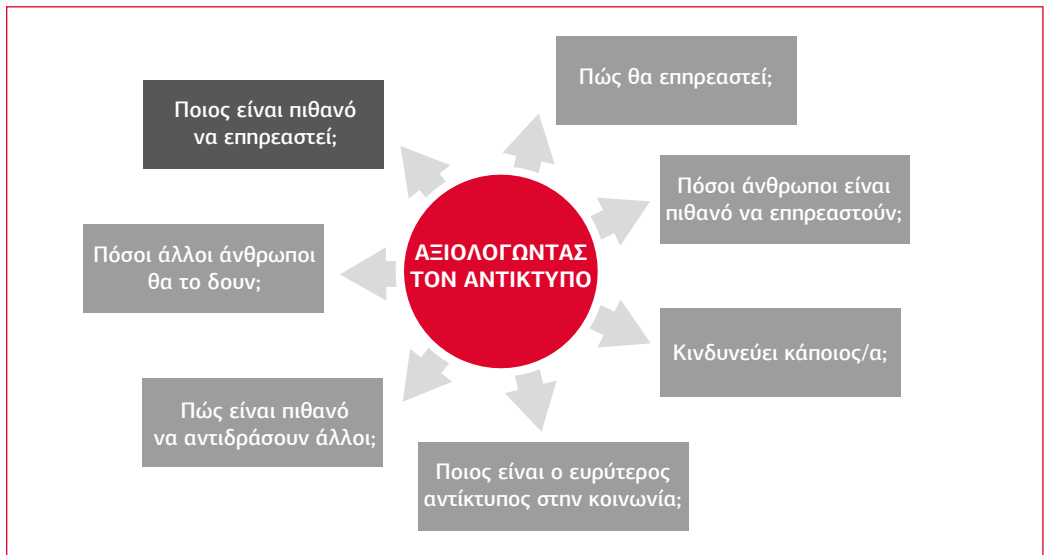 Ποιος είναι πιθανό
να επηρεαστεί;
Πώς θα επηρεαστεί;
Πόσοι άνθρωποι είναι
πιθανό να επηρεαστούν;
Κινδυνεύει κάποιος/α;
Ποιος είναι ο ευρύτερος
αντίκτυπος στην κοινωνία;
Πώς είναι πιθανό
να αντιδράσουν άλλοι;
Πόσοι άλλοι άνθρωποι
θα το δουν;
ΑΞΙΟΛΟΓΩΝΤΑΣ
ΤΟΝ ΑΝΤΙΚΤΥΠΟ